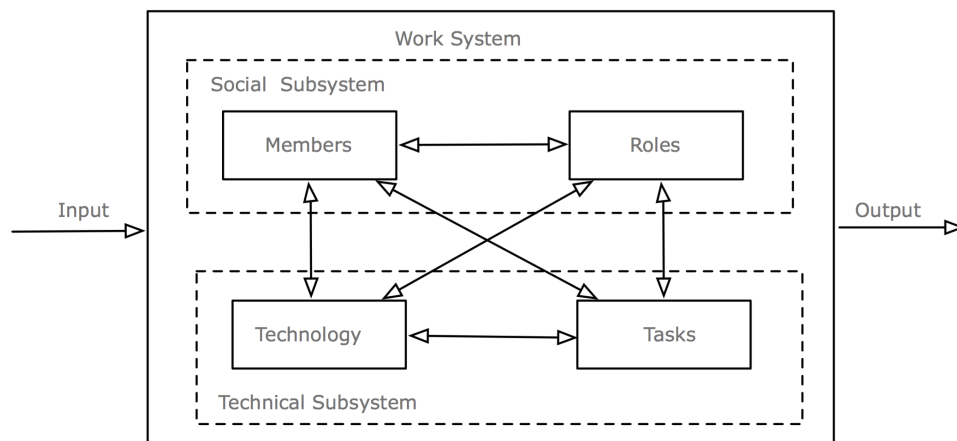 Work System
Social Subsystem
Members
Roles
Input
Output
Technology
Tasks
Technical Subsystem